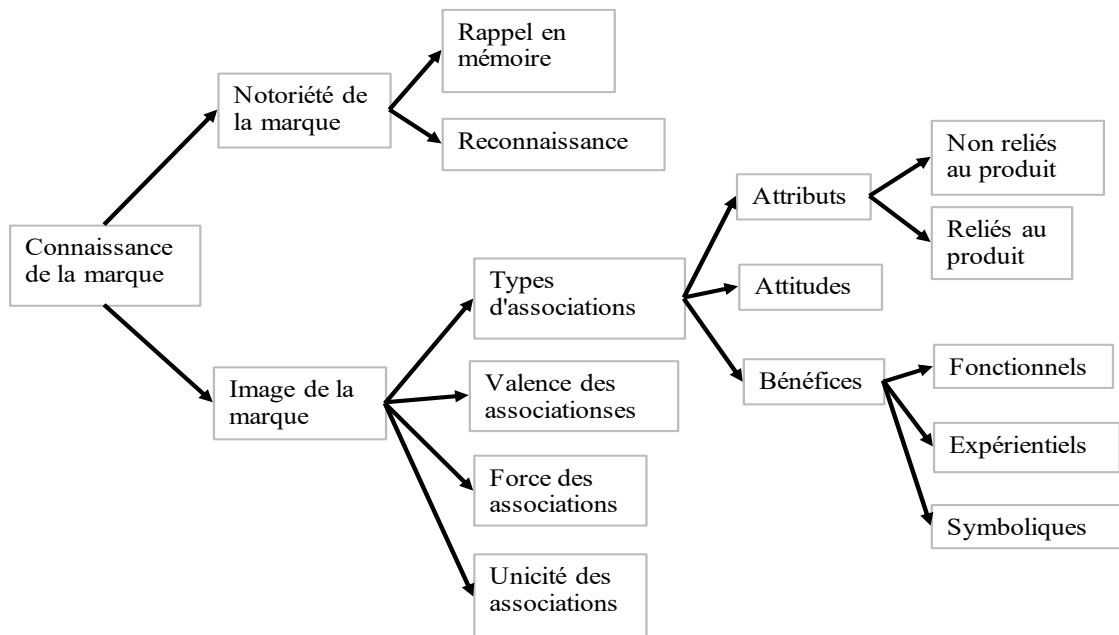 Rappel en
mémoire
Notoriété de
la marque
Reconnaissance
Non reliés
au produit
Attributs
Reliés au
produit
Connaissance
de la marque
Types
d'associations
Attitudes
Image de la
marque
Valence des
associationses
Bénéfices
Fonctionnels
Expérientiels
Force des
associations
Symboliques
Unicité des
associations